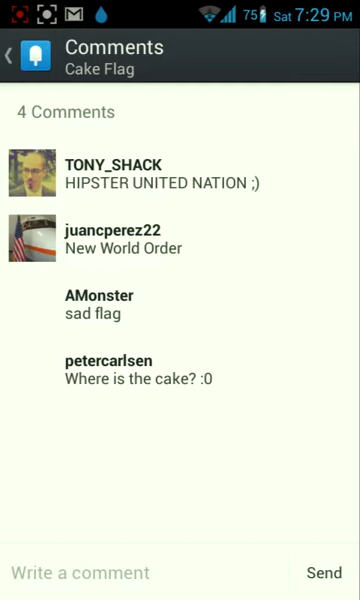 75 Sat 7:29 PM
Comments
Cake Flag
4 Comments
TONY_SHACK
HIPSTER UNITED NATION ;)
juancperez22
New World Order
AMonster
sad flag
petercarlsen
Where is the cake? :0
Write a comment
Send